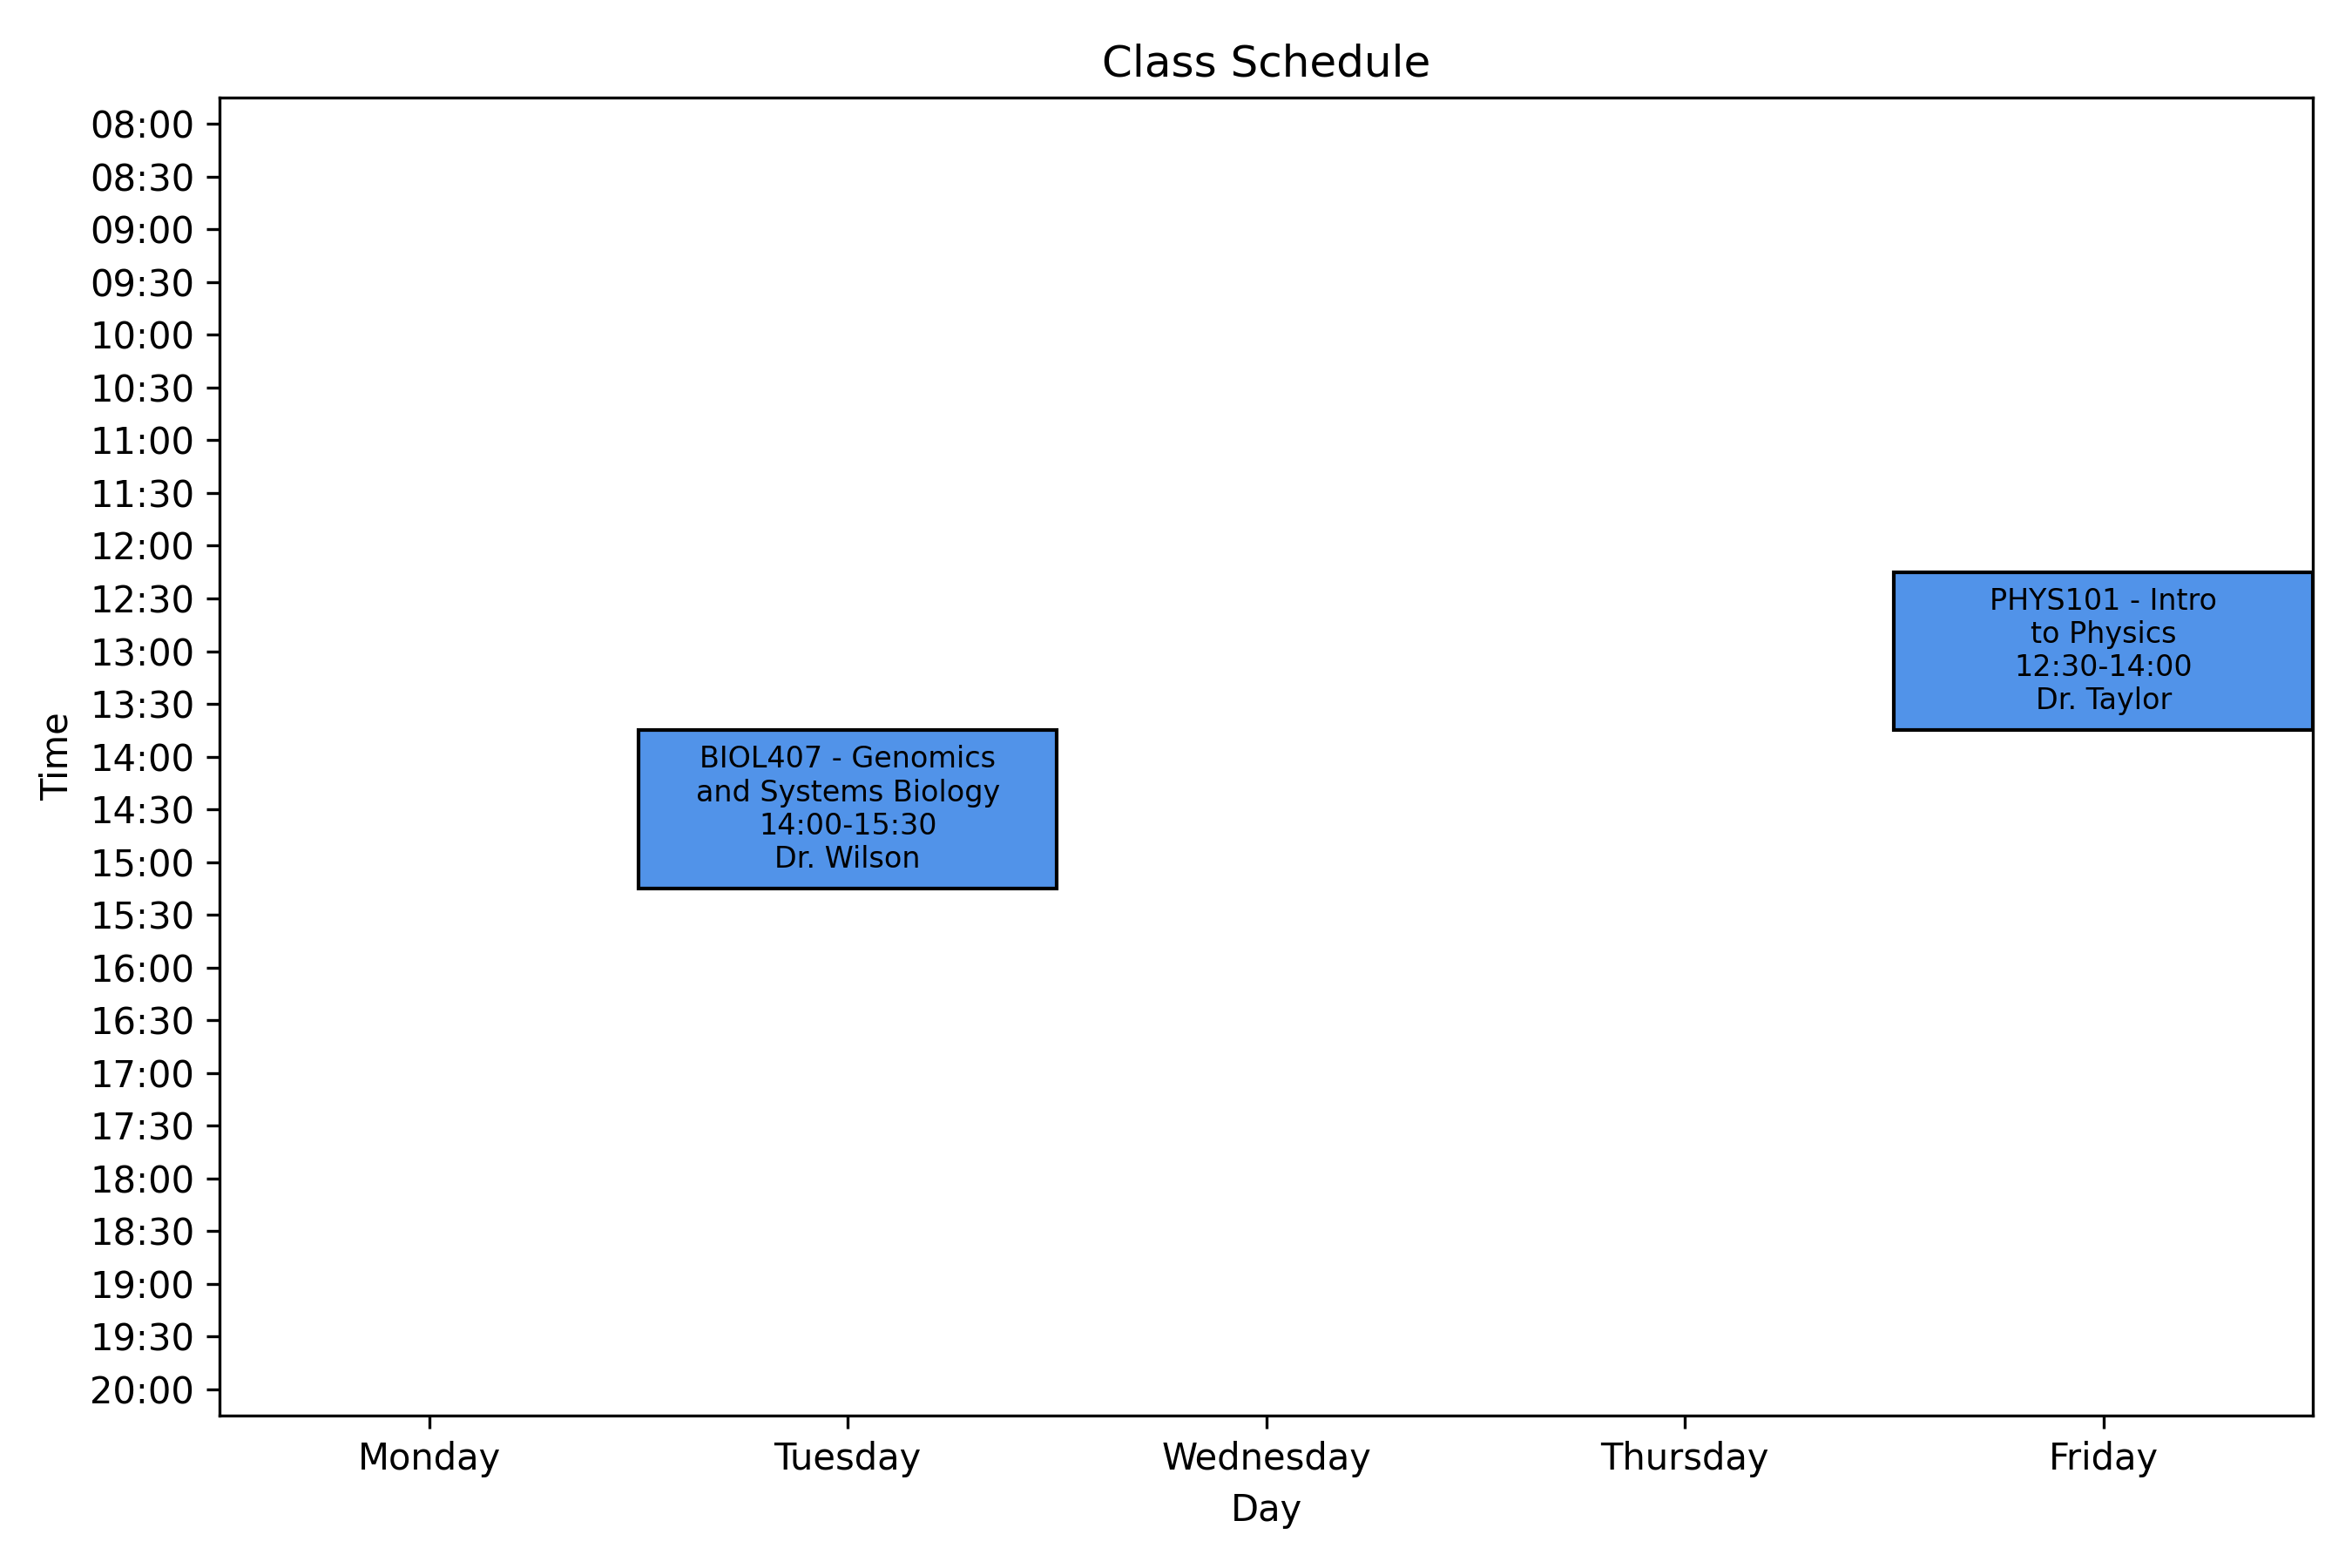 Class Schedule
Time
08:00
08:30
09:00
09:30
10:00
10:30
11:00
11:30
12:00
12:30
13:00
13:30
14:00
14:30
15:00
15:30
16:00
16:30
17:00
17:30
18:00
18:30
19:00
19:30
20:00
BIOL407 - Genomics
and Systems Biology
14:00-15:30
Dr. Wilson
PHYS101 - Intro
to Physics
12:30-14:00
Dr. Taylor
Monday
Tuesday
Wednesday
Thursday
Friday
Day